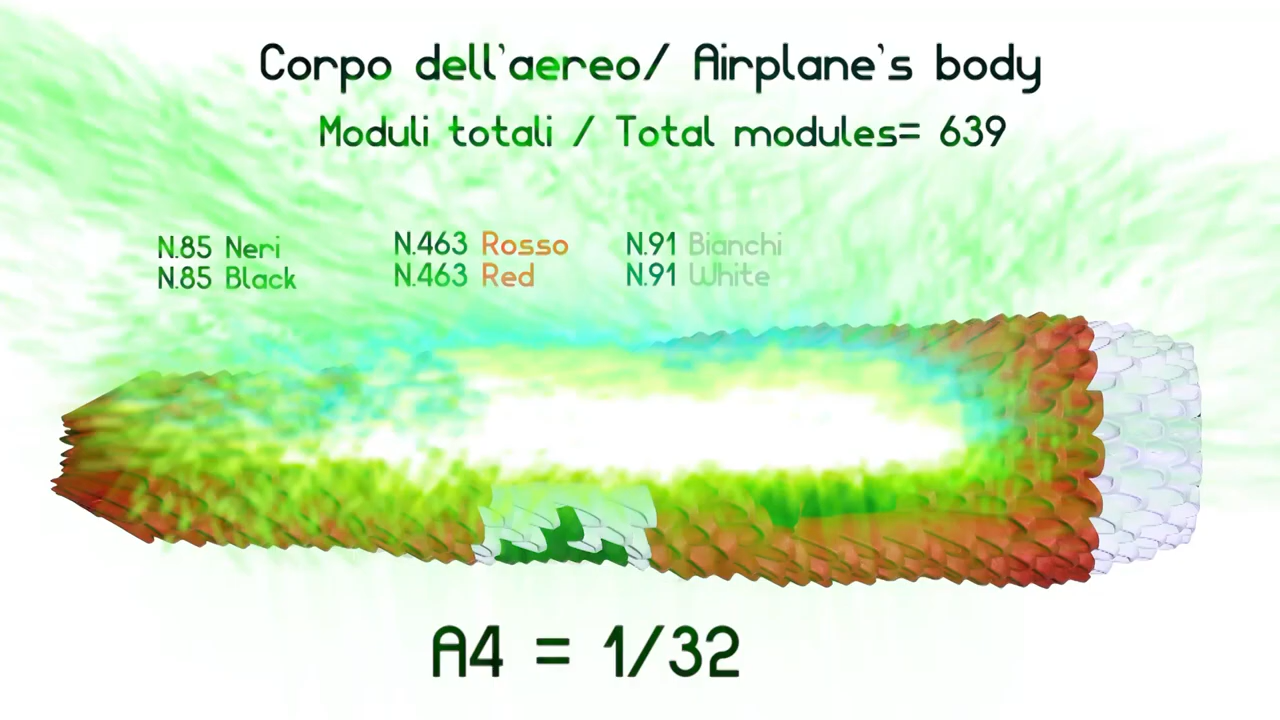 Corpo dell'aereo/ Airplane's body
Moduli totali / Total modules= 639
N.85 Neri
N.85 Black
N.463 Rosso
N.463 Red
N.91 Bianchi
N.91 White
A4 = 1/32